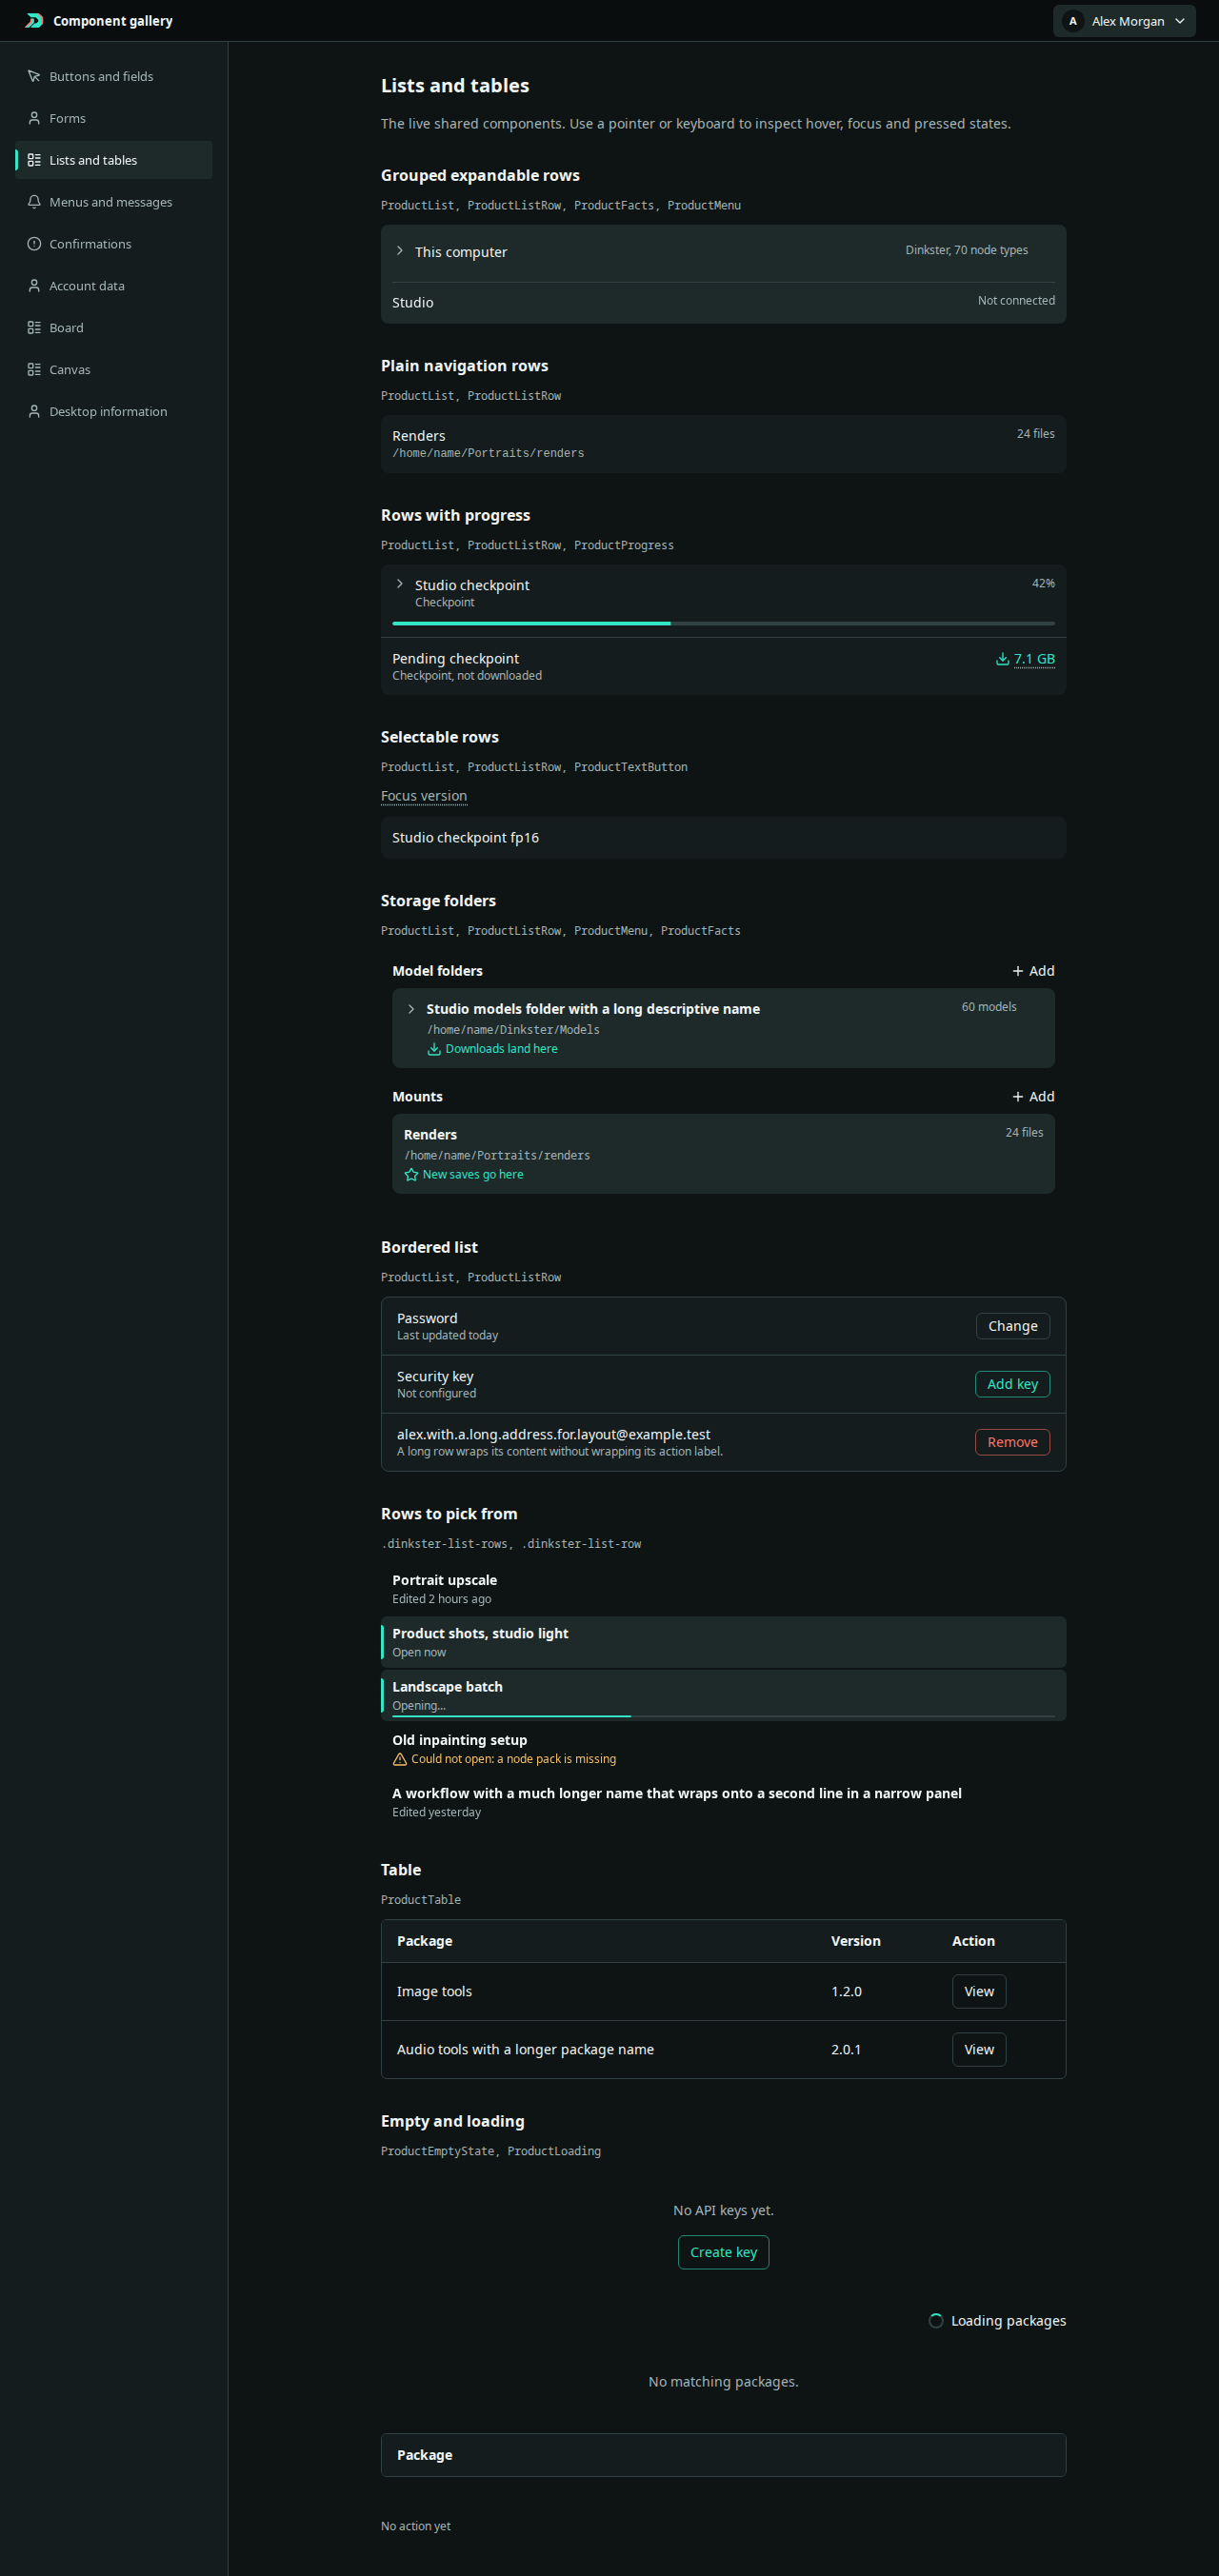 Component gallery
A Alex Morgan
Buttons and fields
Forms
Lists and tables
Menus and messages
Confirmations
Account data
Board
Canvas
Desktop information
Lists and tables
The live shared components. Use a pointer or keyboard to inspect hover, focus and pressed states.
Grouped expandable rows
ProductList, ProductListRow, ProductFacts, ProductMenu
This computer Dinkster, 70 node types
Studio Not connected
Plain navigation rows
ProductList, ProductListRow
Renders 24 files
/home/name/Portraits/renders
Rows with progress
ProductList, ProductListRow, ProductProgress
Studio checkpoint 42%
Checkpoint
Pending checkpoint 7.1 GB
Checkpoint, not downloaded
Selectable rows
ProductList, ProductListRow, ProductTextButton
Focus version
Studio checkpoint fp16
Storage folders
ProductList, ProductListRow, ProductMenu, ProductFacts
Model folders + Add
Studio models folder with a long descriptive name 60 models
/home/name/Dinkster/Models
Downloads land here
Mounts + Add
Renders 24 files
/home/name/Portraits/renders
New saves go here
Bordered list
ProductList, ProductListRow
Password Change
Last updated today
Security key Add key
Not configured
alex.with.a.long.address.for.layout@example.test Remove
A long row wraps its content without wrapping its action label.
Rows to pick from
.dinkster-list-rows, .dinkster-list-row
Portrait upscale
Edited 2 hours ago
Product shots, studio light
Open now
Landscape batch
Opening...
Old inpainting setup
Could not open: a node pack is missing
A workflow with a much longer name that wraps onto a second line in a narrow panel
Edited yesterday
Table
ProductTable
Package Version Action
Image tools 1.2.0 View
Audio tools with a longer package name 2.0.1 View
Empty and loading
ProductEmptyState, ProductLoading
No API keys yet.
Create key
Loading packages
No matching packages.
Package
No action yet